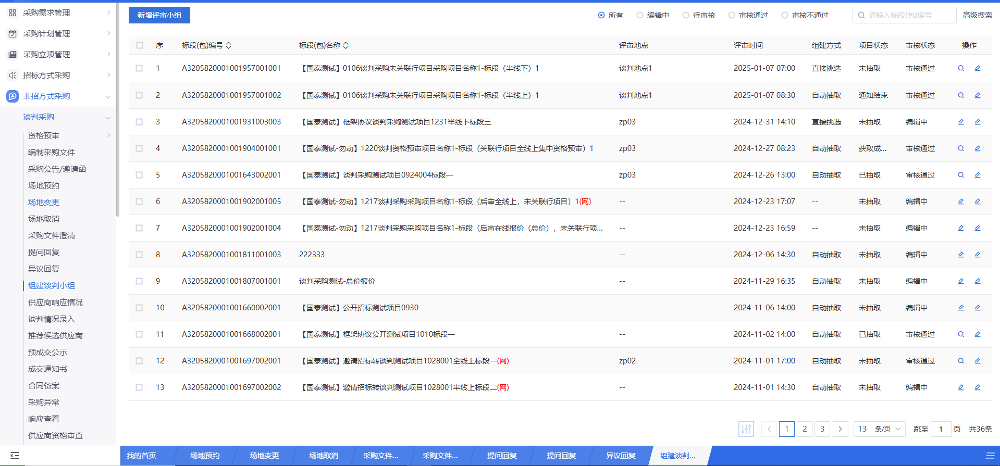 采购需求管理
采购计划管理
采购立项管理
招标方式采购
非招方式采购
谈判采购
资格预审
编制采购文件
采购公告/邀请函
场地预约
场地变更
场地取消
采购文件澄清
提问回复
异议回复
组建谈判小组
供应商响应情况
谈判情况录入
推荐候选供应商
预成交公示
成交通知书
合同备案
采购异常
响应查看
供应商资格审查
新增评审小组 所有 编辑中 待审核 审核通过 审核不通过 请输入标段(包)编号 高级搜索
序 标段(包)编号 标段(包)名称 评审地点 评审时间 组建方式 项目状态 审核状态 操作
1 A3205820001001957001001 【国泰测试】0106谈判采购未关联行项目采购项目名称1-标段（半线下）1 谈判地点1 2025-01-07 07:00 直接挑选 未抽取 审核通过
2 A3205820001001957001002 【国泰测试】0106谈判采购未关联行项目采购项目名称1-标段（半线上）1 谈判地点1 2025-01-07 08:30 自动抽取 通知结束 审核通过
3 A3205820001001931003003 【国泰测试】框架协议谈判采购测试项目1231半线下标段三 zp03 2024-12-31 14:10 直接挑选 未抽取 编辑中
4 A3205820001001904001001 【国泰测试-勿动】1220谈判资格预审项目名称1-标段（关联行项目全线上集中资格预审）1 zp03 2024-12-27 08:23 自动抽取 获取成... 审核通过
5 A3205820001001643002001 【国泰测试】谈判采购测试项目0924004标段一 zp03 2024-12-26 13:00 自动抽取 已抽取 审核通过
6 A3205820001001902001005 【国泰测试-勿动】1217谈判采购采购项目名称1-标段（后审全线上，未关联行项目）1(网) -- 2024-12-23 17:07 -- 未抽取 编辑中
7 A3205820001001902001004 【国泰测试-勿动】1217谈判采购采购项目名称1-标段（后审在线报价（总价），未关联行项... -- 2024-12-23 16:59 -- 未抽取 编辑中
8 A3205820001001811001003 222333 -- 2024-12-06 14:30 自动抽取 未抽取 编辑中
9 A3205820001001807001001 谈判采购测试-总价报价 -- 2024-11-29 16:35 自动抽取 未抽取 编辑中
10 A3205820001001660002001 【国泰测试】公开招标测试项目0930 -- 2024-11-06 14:00 自动抽取 未抽取 编辑中
11 A3205820001001668002001 【国泰测试】框架协议公开测试项目1010标段一 -- 2024-11-02 14:00 自动抽取 已抽取 审核通过
12 A3205820001001697002001 【国泰测试】邀请招标转谈判测试项目1028001全线上标段一(网) zp02 2024-11-01 17:00 自动抽取 未抽取 审核通过
13 A3205820001001697002002 【国泰测试】邀请招标转谈判测试项目1028001半线上标段二(网) -- 2024-11-01 14:30 自动抽取 未抽取 编辑中
1 2 3 13 条/页 跳至 1 页 共36条
我的首页 场地预约 场地变更 场地取消 采购文件... 采购文件... 提问回复 提问回复 异议回复 组建谈判...